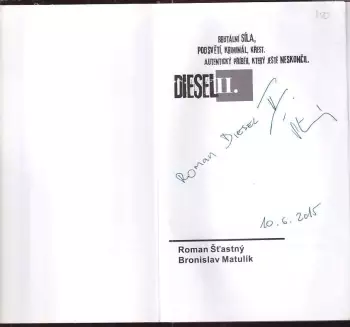 BRUTÁLNÍ SÍLA,
PODSVĚTÍ, KRIMINÁL, KŘEST.
AUTENTICKÝ PŘÍBĚH, KTERÝ JEŠTĚ NESKONČIL.
DIESEL II.
ROMAN DIESEL
10.6.2015
Roman Šťastný
Bronislav Matulík